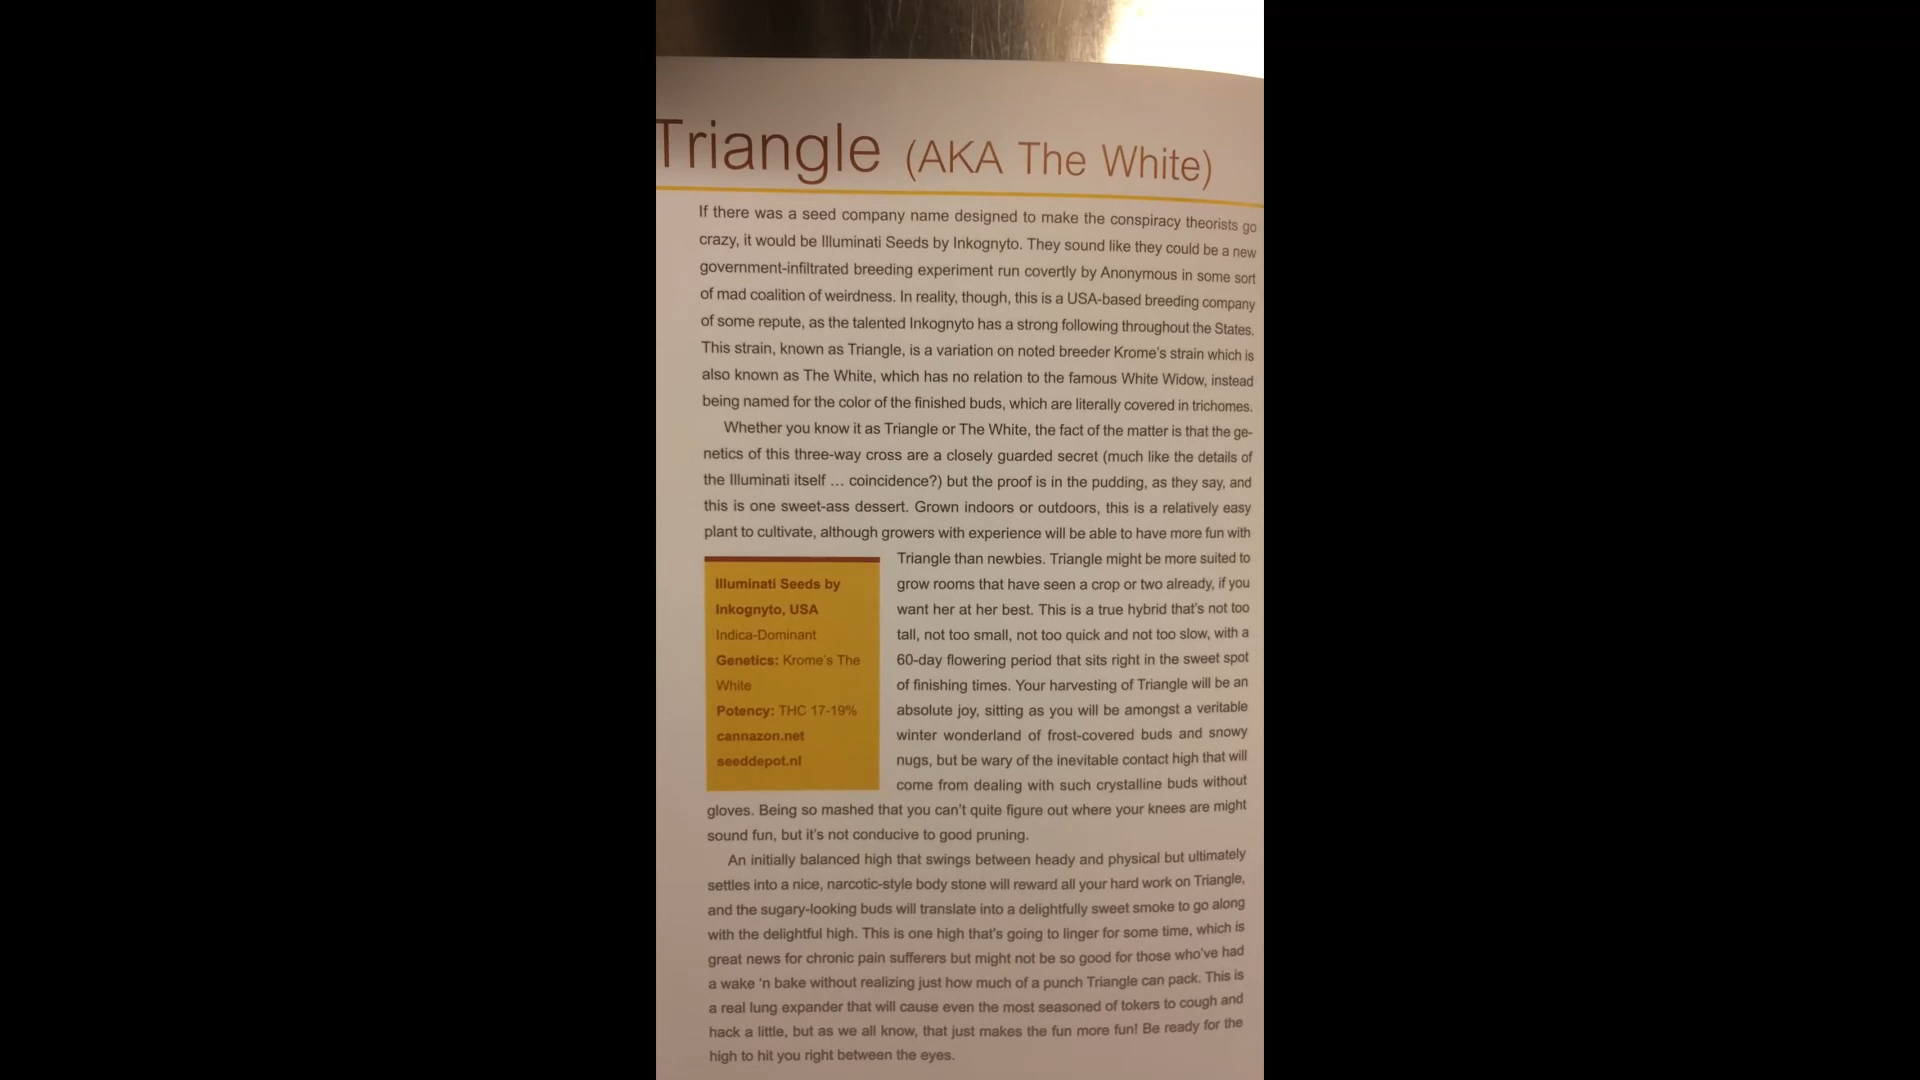 Triangle (AKA The White)
If there was a seed company name designed to make the conspiracy theorists go
crazy, it would be Illuminati Seeds by Inkognyto. They sound like they could be a new
government-infiltrated breeding experiment run covertly by Anonymous in some sort
of mad coalition of weirdness. In reality, though, this is a USA-based breeding company
of some repute, as the talented Inkognyto has a strong following throughout the States.
This strain, known as Triangle, is a variation on noted breeder Krome's strain which is
also known as The White, which has no relation to the famous White Widow, instead
being named for the color of the finished buds, which are literally covered in trichomes.
Whether you know it as Triangle or The White, the fact of the matter is that the ge-
netics of this three-way cross are a closely guarded secret (much like the details of
the Illuminati itself ... coincidence?) but the proof is in the pudding, as they say, and
this is one sweet-ass dessert. Grown indoors or outdoors, this is a relatively easy
plant to cultivate, although growers with experience will be able to have more fun with
Triangle than newbies. Triangle might be more suited to
grow rooms that have seen a crop or two already, if you
want her at her best. This is a true hybrid that's not too
tall, not too small, not too quick and not too slow, with a
60-day flowering period that sits right in the sweet spot
of finishing times. Your harvesting of Triangle will be an
absolute joy, sitting as you will be amongst a veritable
winter wonderland of frost-covered buds and snowy
nugs, but be wary of the inevitable contact high that will
come from dealing with such crystalline buds without
gloves. Being so mashed that you can't quite figure out where your knees are might
sound fun, but it's not conducive to good pruning.
An initially balanced high that swings between heady and physical but ultimately
settles into a nice, narcotic-style body stone will reward all your hard work on Triangle,
and the sugary-looking buds will translate into a delightfully sweet smoke to go along
with the delightful high. This is one high that's going to linger for some time, which is
great news for chronic pain sufferers but might not be so good for those who've had
a wake 'n bake without realizing just how much of a punch Triangle can pack. This is
a real lung expander that will cause even the most seasoned of tokers to cough and
hack a little, but as we all know, that just makes the fun more fun! Be ready for the
high to hit you right between the eyes.
Illuminati Seeds by
Inkognyto, USA
Indica-Dominant
Genetics: Krome's The
White
Potency: THC 17-19%
cannazon.net
seeddepot.nl